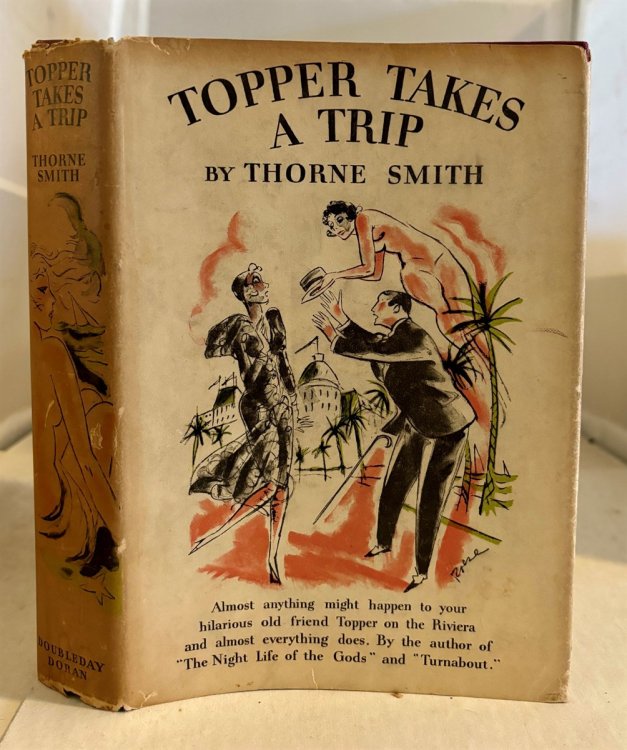 TOPPER
TAKES
A TRIP
THORNE
SMITH
DOUBLEDAY
DORAN
TOPPER TAKES
A TRIP
BY THORNE SMITH
Almost anything might happen to your
hilarious old friend Topper on the Riviera
and almost everything does. By the author of
"The Night Life of the Gods" and "Turnabout."